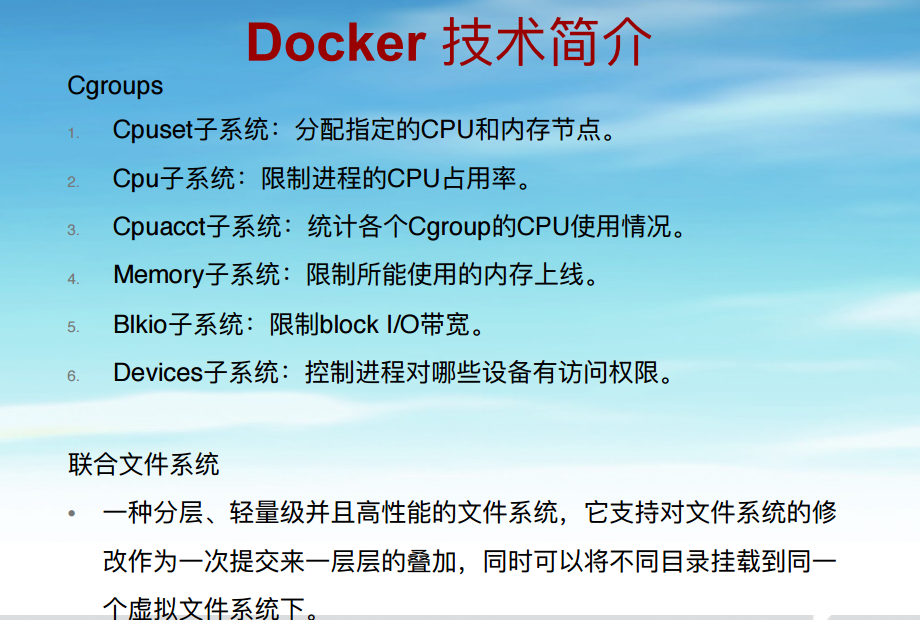 Docker 技术简介
Cgroups
1. Cpuset子系统：分配指定的CPU和内存节点。
2. Cpu子系统：限制进程的CPU占用率。
3. Cpuacct子系统：统计各个Cgroup的CPU使用情况。
4. Memory子系统：限制所能使用的内存上线。
5. Blkio子系统：限制block I/O带宽。
6. Devices子系统：控制进程对哪些设备有访问权限。
联合文件系统
• 一种分层、轻量级并且高性能的文件系统，它支持对文件系统的修
改作为一次提交来一层层的叠加，同时可以将不同目录挂载到同一
个虚拟文件系统下。